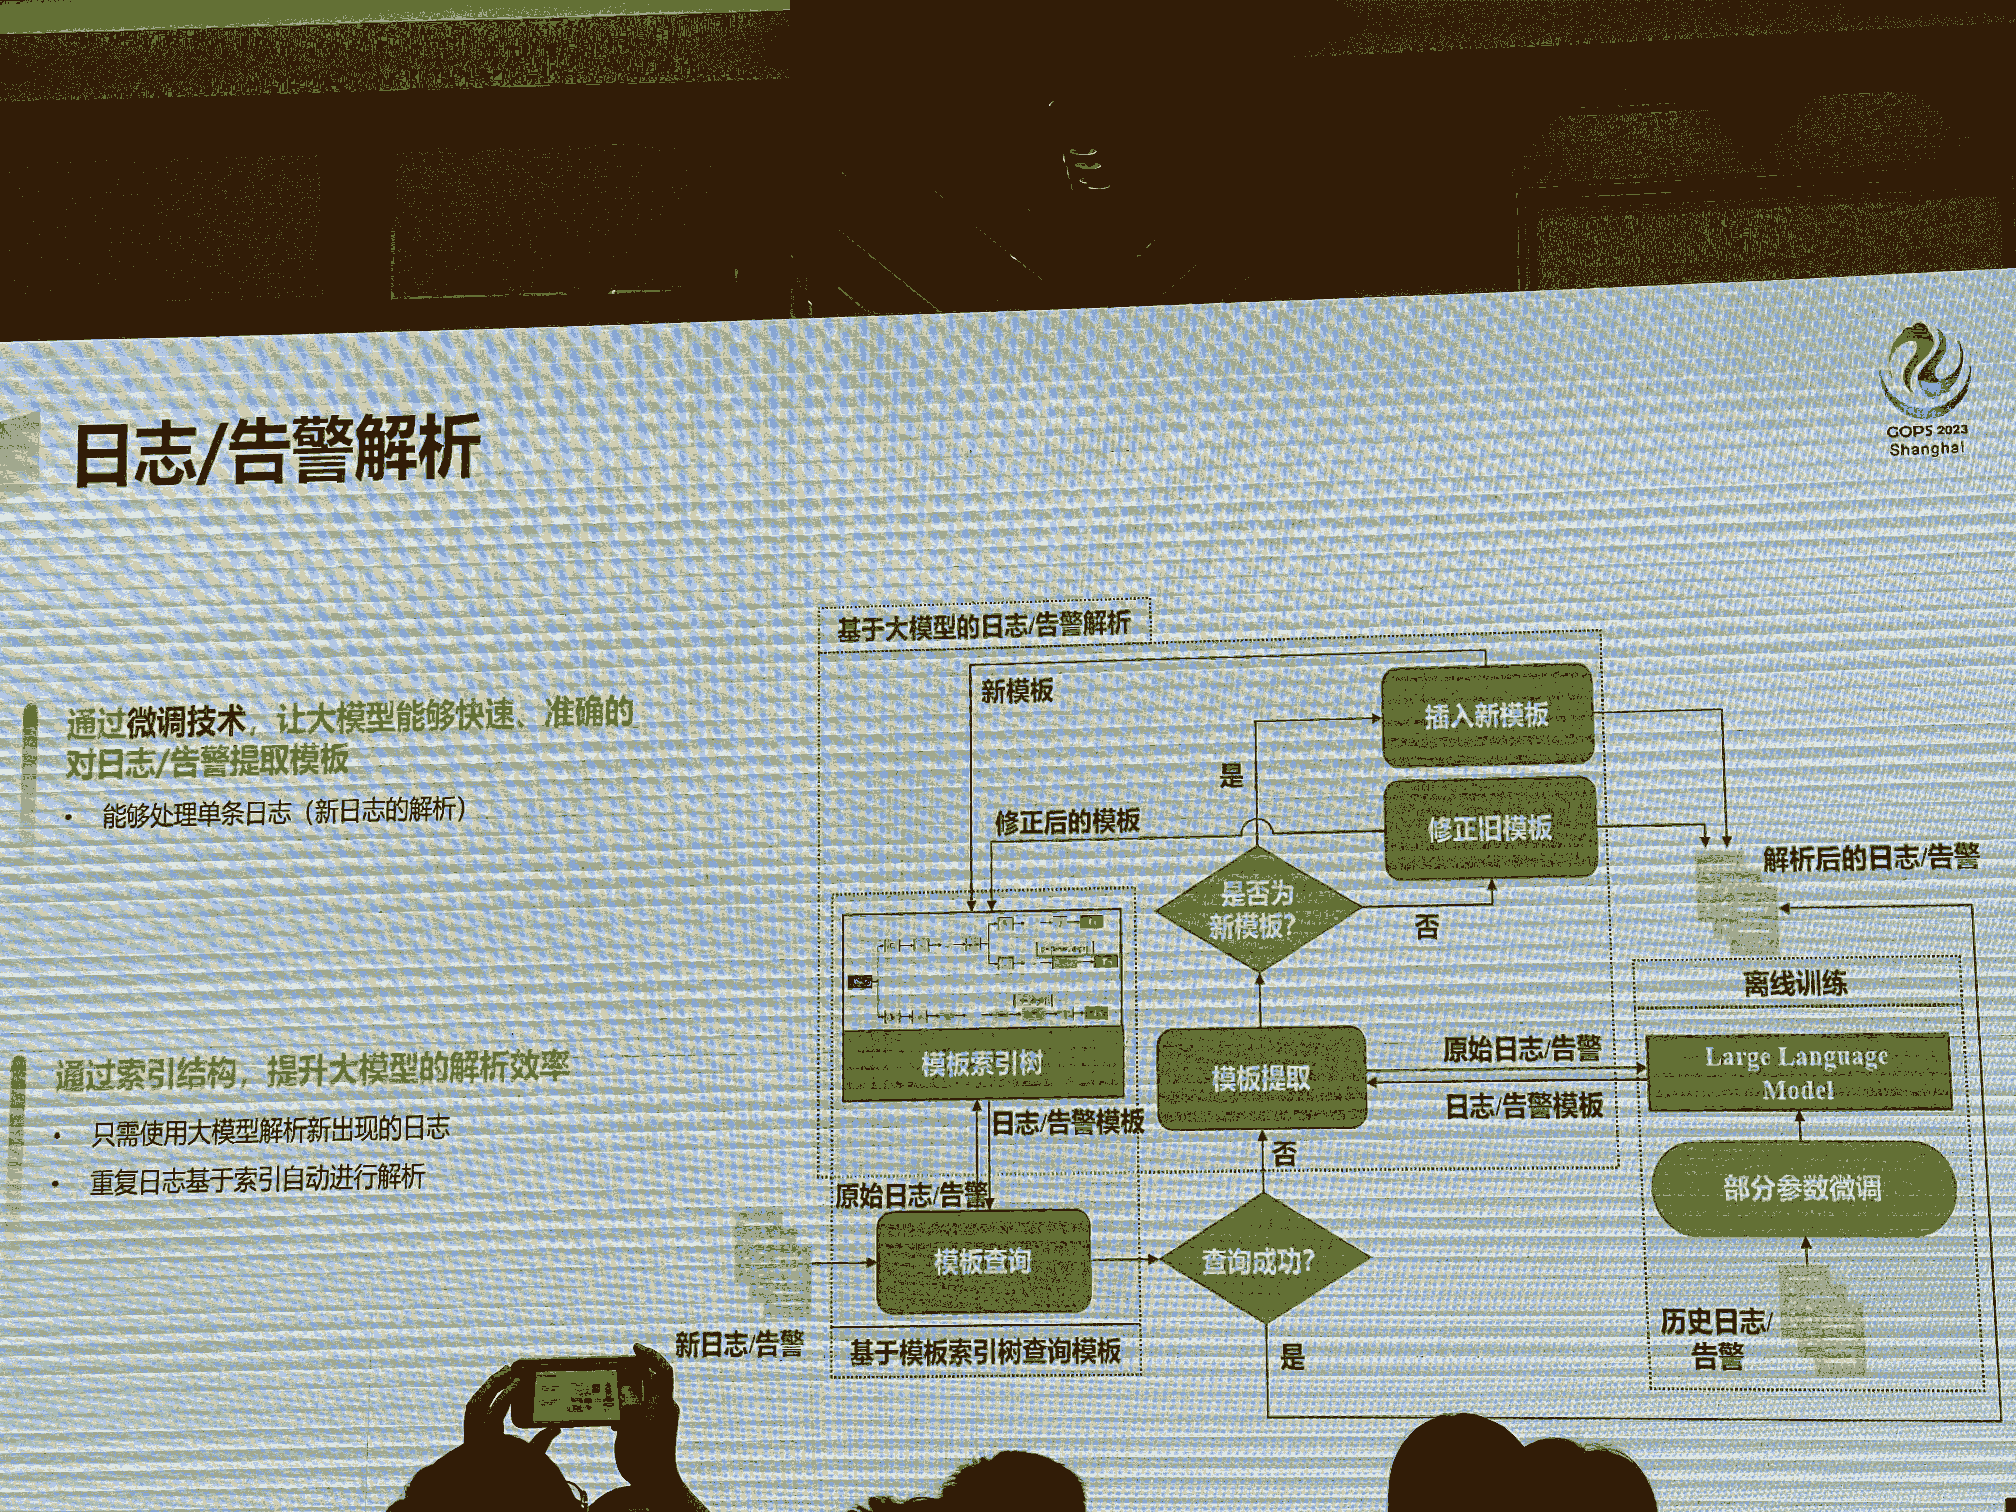 GOPS 2023
Shanghai
日志/告警解析
通过微调技术，让大模型能够快速、准确的
对日志/告警提取模板
• 能够处理单条日志（新日志的解析）
通过索引结构，提升大模型的解析效率
• 只需使用大模型解析新出现的日志
• 重复日志基于索引自动进行解析
基于大模型的日志/告警解析
新模板
插入新模板
是
修正后的模板
修正旧模板
解析后的日志/告警
是否为
新模板?
否
离线训练
模板索引树
模板提取
原始日志/告警
日志/告警模板
Large Language
Model
日志/告警模板
否
原始日志/告警
部分参数微调
模板查询
查询成功?
新日志/告警
基于模板索引树查询模板
是
历史日志/
告警